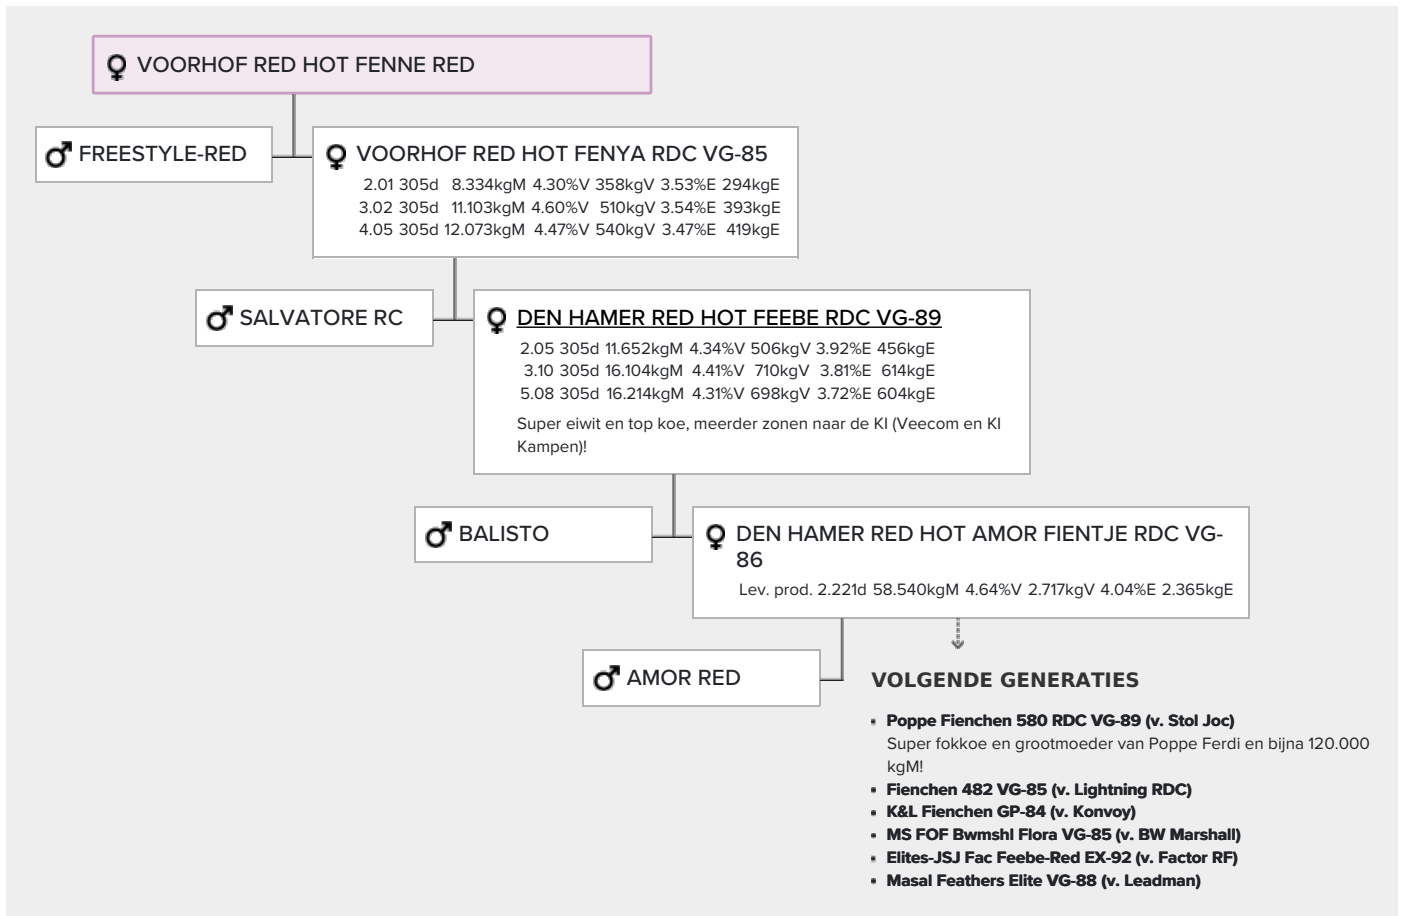 VOORHOF RED HOT FENNE RED
FREESTYLE-RED
VOORHOF RED HOT FENYA RDC VG-85
2.01 305d 8.334kgM 4.30%V 358kgV 3.53%E 294kgE
3.02 305d 11.103kgM 4.60%V 510kgV 3.54%E 393kgE
4.05 305d 12.073kgM 4.47%V 540kgV 3.47%E 419kgE
SALVATORE RC
DEN HAMER RED HOT FEEBE RDC VG-89
2.05 305d 11.652kgM 4.34%V 506kgV 3.92%E 456kgE
3.10 305d 16.104kgM 4.41%V 710kgV 3.81%E 614kgE
5.08 305d 16.214kgM 4.31%V 698kgV 3.72%E 604kgE
Super eiwit en top koe, meerder zonen naar de KI (Veecom en KI
Kampen)!
BALISTO
DEN HAMER RED HOT AMOR FIENTJE RDC VG-
86
Lev. prod. 2.221d 58.540kgM 4.64%V 2.717kgV 4.04%E 2.365kgE
AMOR RED
VOLGENDE GENERATIES
Poppe Fienchen 580 RDC VG-89 (v. Stol Joc)
Super fokkoe en grootmoeder van Poppe Ferdi en bijna 120.000
kgM!
Fienchen 482 VG-85 (v. Lightning RDC)
K&L Fienchen GP-84 (v. Konvoy)
MS FOF Bwmshl Flora VG-85 (v. BW Marshall)
Elites-JSJ Fac Feebe-Red EX-92 (v. Factor RF)
Masal Feathers Elite VG-88 (v. Leadman)